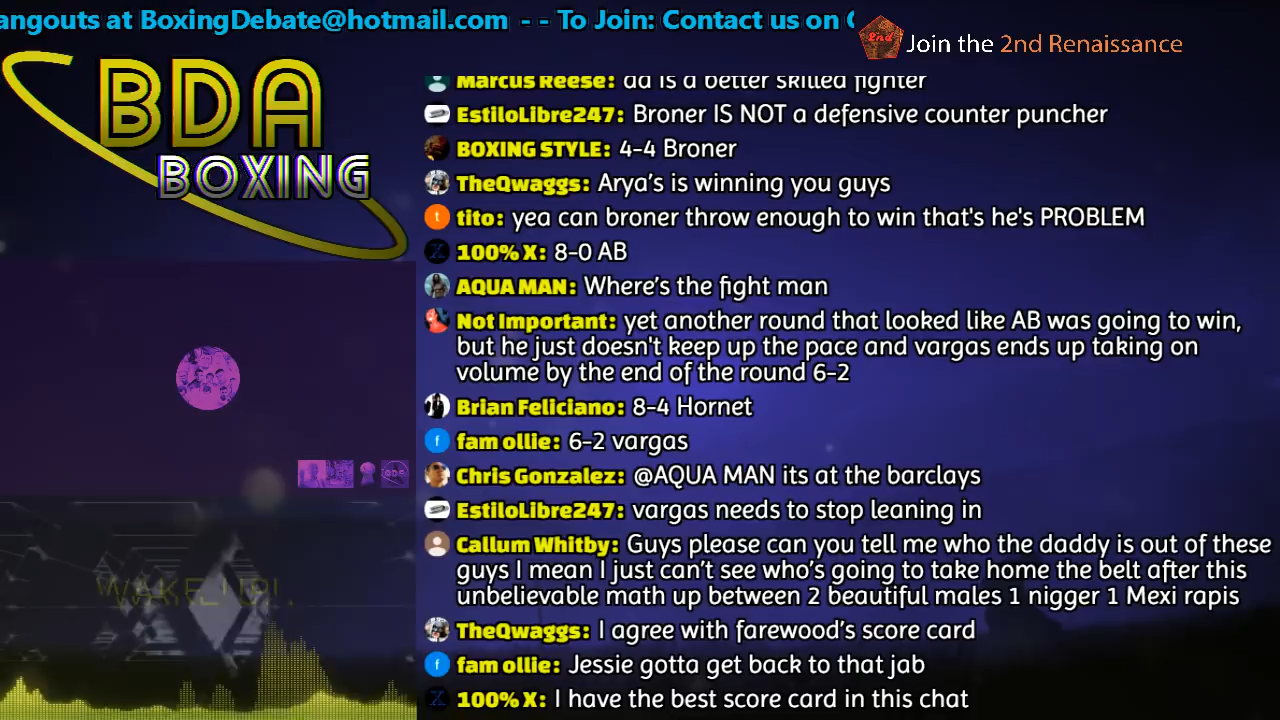 angouts at BoxingDebate@hotmail.com - - To Join: Contact us on
Join the 2nd Renaissance
2nd
BDA
BOXING
Marcus Reese: ad is a better skilled fighter
EstiloLibre247: Broner IS NOT a defensive counter puncher
BOXING STYLE: 4-4 Broner
TheQwaggs: Arya's is winning you guys
tito: yea can broner throw enough to win that's he's PROBLEM
100% X: 8-0 AB
AQUA MAN: Where's the fight man
Not Important: yet another round that looked like AB was going to win,
but he just doesn't keep up the pace and vargas ends up taking on
volume by the end of the round 6-2
Brian Feliciano: 8-4 Hornet
fam ollie: 6-2 vargas
Chris Gonzalez: @AQUA MAN its at the barclays
EstiloLibre247: vargas needs to stop leaning in
Callum Whitby: Guys please can you tell me who the daddy is out of these
guys I mean I just can't see who's going to take home the belt after this
unbelievable math up between 2 beautiful males 1 nigger 1 Mexi rapis
TheQwaggs: I agree with farewood's score card
fam ollie: Jessie gotta get back to that jab
100% X: I have the best score card in this chat
WAKE UP!